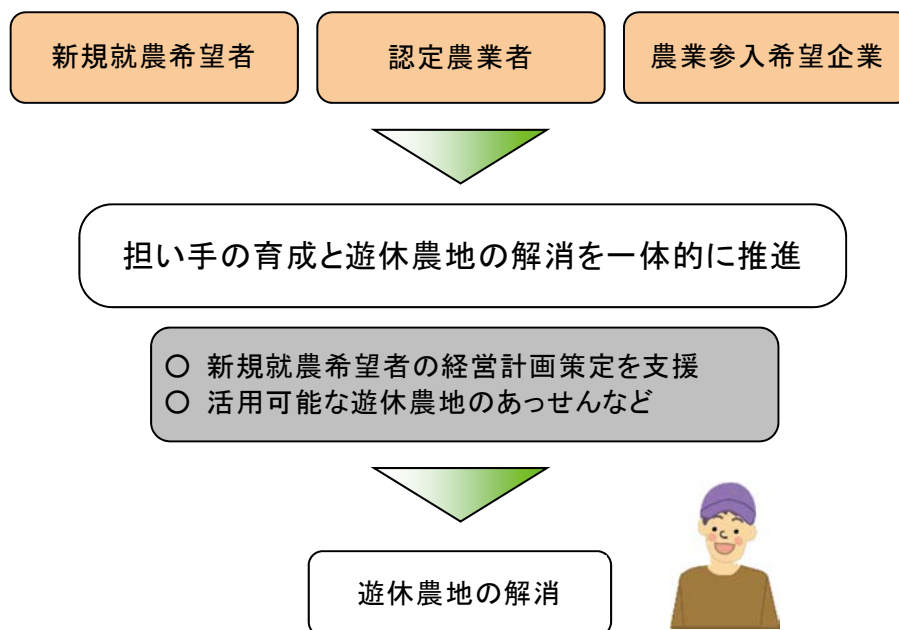 新規就農希望者
認定農業者
農業参入希望企業
担い手の育成と遊休農地の解消を一体的に推進
○ 新規就農希望者の経営計画策定を支援
○ 活用可能な遊休農地のあっせんなど
遊休農地の解消